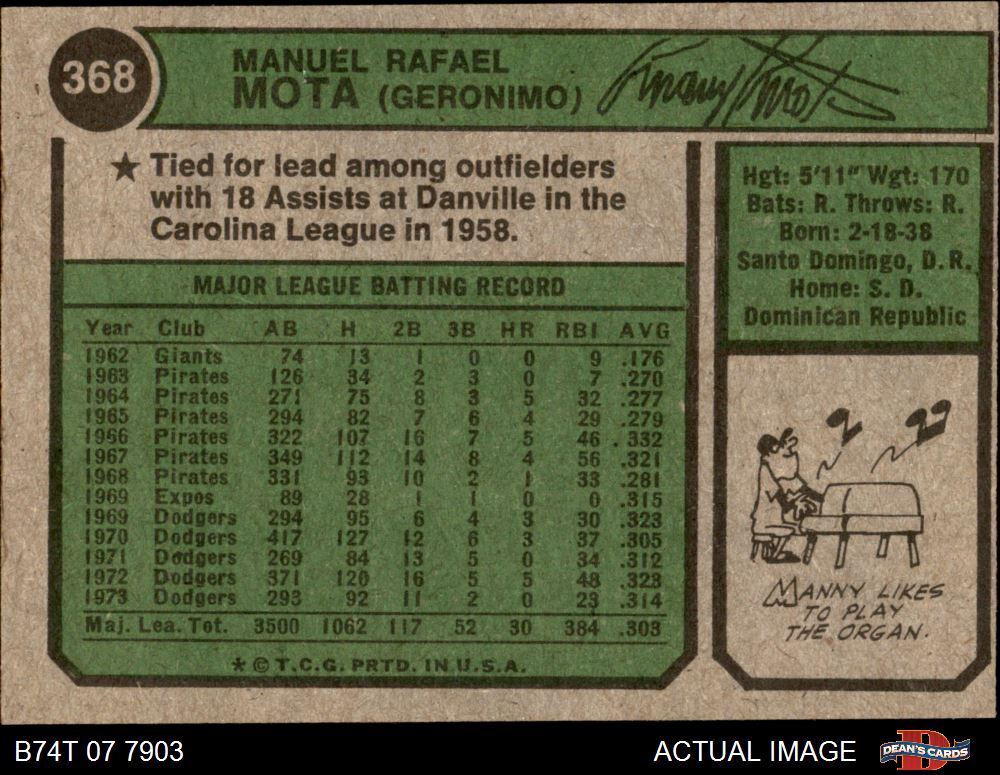 368
MANUEL RAFAEL
MOTA (GERONIMO)
Manny Mota
★ Tied for lead among outfielders
with 18 Assists at Danville in the
Carolina League in 1958.
MAJOR LEAGUE BATTING RECORD
Year Club AB H 2B 3B HR RBI AVG
1962 Giants 74 13 1 0 0 9 .176
1963 Pirates 126 34 2 3 0 7 .270
1964 Pirates 271 75 8 3 5 32 .277
1965 Pirates 294 82 7 6 4 29 .279
1966 Pirates 322 107 16 7 5 46 .332
1967 Pirates 349 112 14 8 4 56 .321
1968 Pirates 331 93 10 2 1 33 .281
1969 Expos 89 28 1 1 0 0 .315
1969 Dodgers 294 95 6 4 3 30 .323
1970 Dodgers 417 127 12 6 3 37 .305
1971 Dodgers 269 84 13 5 0 34 .312
1972 Dodgers 371 120 16 5 5 48 .323
1973 Dodgers 293 92 11 2 0 23 .314
Maj. Lea. Tot. 3500 1062 117 52 30 384 .303
★ © T.C.G. PRTD. IN U.S.A.
Hgt: 5'11" Wgt: 170
Bats: R. Throws: R.
Born: 2-18-38
Santo Domingo, D.R.
Home: S. D.
Dominican Republic
MANNY LIKES
TO PLAY
THE ORGAN.
B74T 07 7903
ACTUAL IMAGE
DEAN'S CARDS